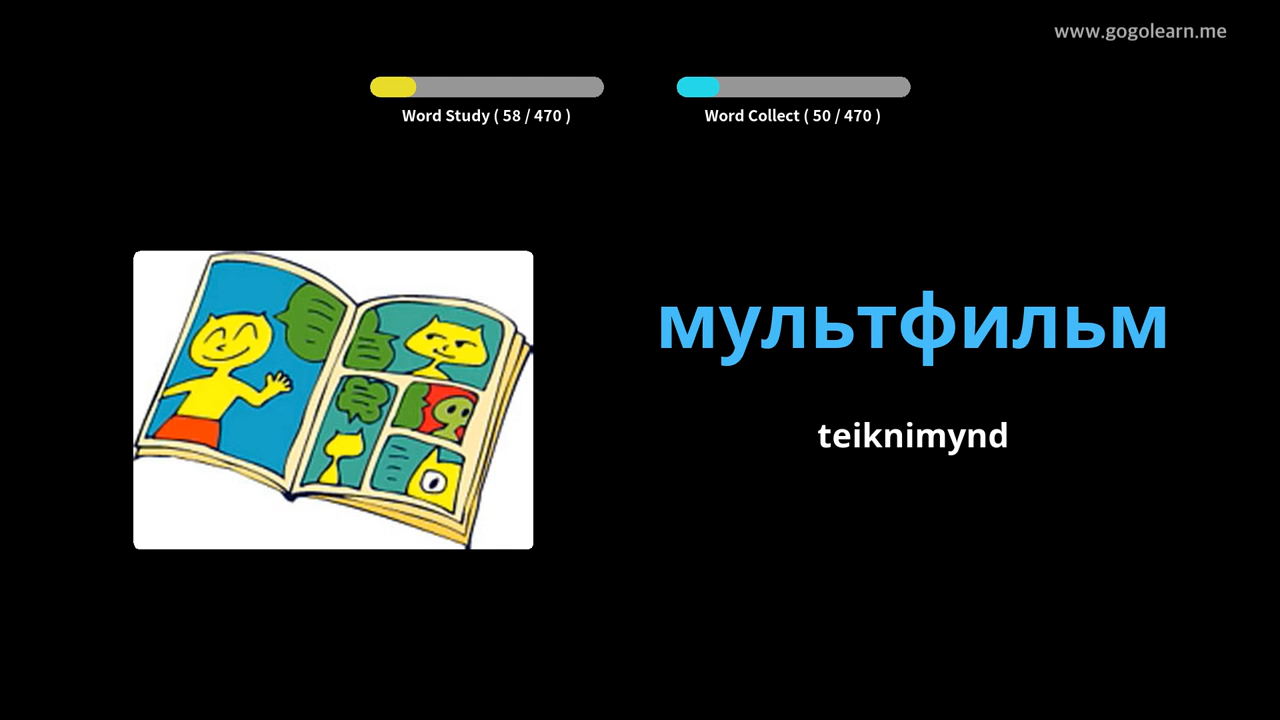 www.gogolearn.me
Word Study ( 58 / 470 )
Word Collect ( 50 / 470 )
мультфильм
teiknimynd